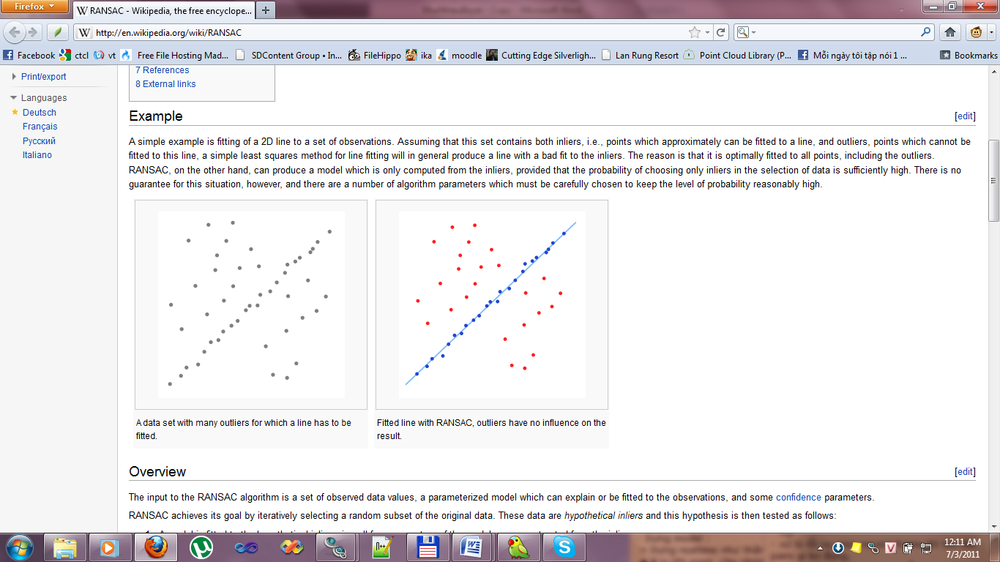 Firefox
RANSAC - Wikipedia, the free encyclope...
http://en.wikipedia.org/wiki/RANSAC
Facebook ctcl vt Free File Hosting Mad... SDContent Group • In... FileHippo ika moodle Cutting Edge Silverligh... Lan Rung Resort Point Cloud Library (P... Mỗi ngày tôi tập nói 1 ... Bookmarks
Print/export
Languages
Deutsch
Français
Русский
Italiano
7 References
8 External links
Example [edit]
A simple example is fitting of a 2D line to a set of observations. Assuming that this set contains both inliers, i.e., points which approximately can be fitted to a line, and outliers, points which cannot be
fitted to this line, a simple least squares method for line fitting will in general produce a line with a bad fit to the inliers. The reason is that it is optimally fitted to all points, including the outliers.
RANSAC, on the other hand, can produce a model which is only computed from the inliers, provided that the probability of choosing only inliers in the selection of data is sufficiently high. There is no
guarantee for this situation, however, and there are a number of algorithm parameters which must be carefully chosen to keep the level of probability reasonably high.
A data set with many outliers for which a line has to be
fitted.
Fitted line with RANSAC, outliers have no influence on the
result.
Overview [edit]
The input to the RANSAC algorithm is a set of observed data values, a parameterized model which can explain or be fitted to the observations, and some confidence parameters.
RANSAC achieves its goal by iteratively selecting a random subset of the original data. These data are hypothetical inliers and this hypothesis is then tested as follows:
12:11 AM
7/3/2011